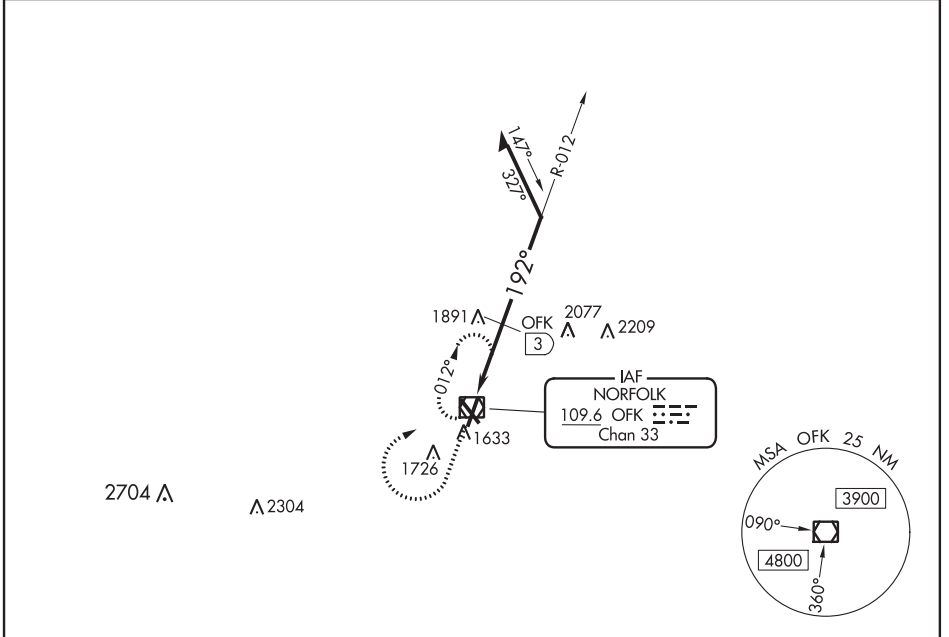 147°
327°
R-012
192°
1891
OFK
3
2077
2209
012°
IAF
NORFOLK
109.6 OFK
Chan 33
1633
1726
2704
2304
MSA OFK 25 NM
3900
090°
4800
360°